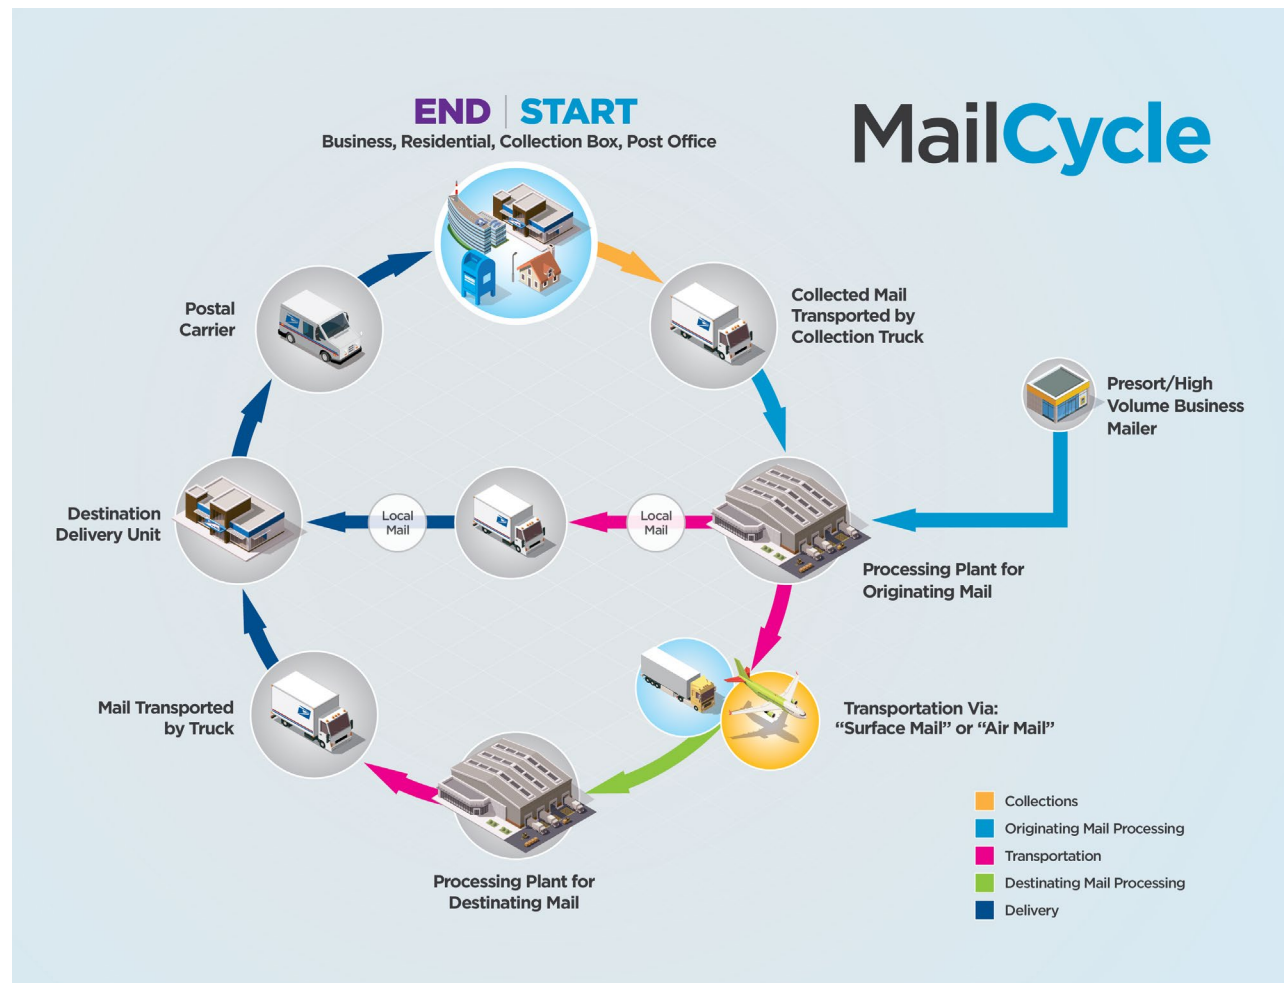 END | START
Business, Residential, Collection Box, Post Office
MailCycle
Postal
Carrier
Collected Mail
Transported by
Collection Truck
Presort/High
Volume Business
Mailer
Destination
Delivery Unit
Local
Mail
Local
Mail
Processing Plant for
Originating Mail
Mail Transported
by Truck
Transportation Via:
“Surface Mail” or “Air Mail”
Processing Plant for
Destinating Mail
Collections
Originating Mail Processing
Transportation
Destinating Mail Processing
Delivery